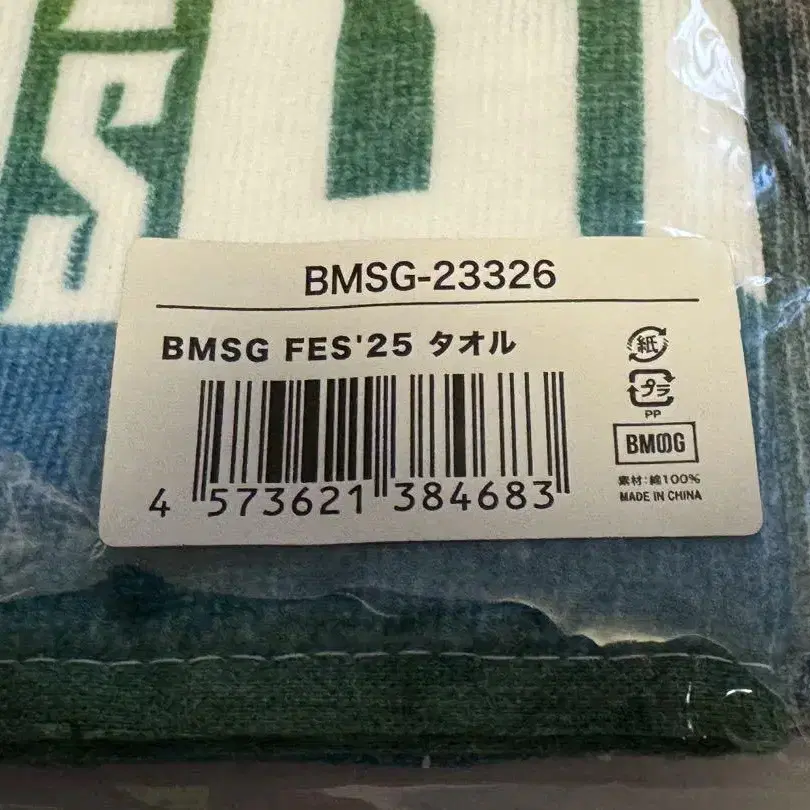 S
BMSG-23326
BMSG FES'25 タオル
紙
プラ
PP
BMSG
素材:綿100%
MADE IN CHINA
4 573621 384683